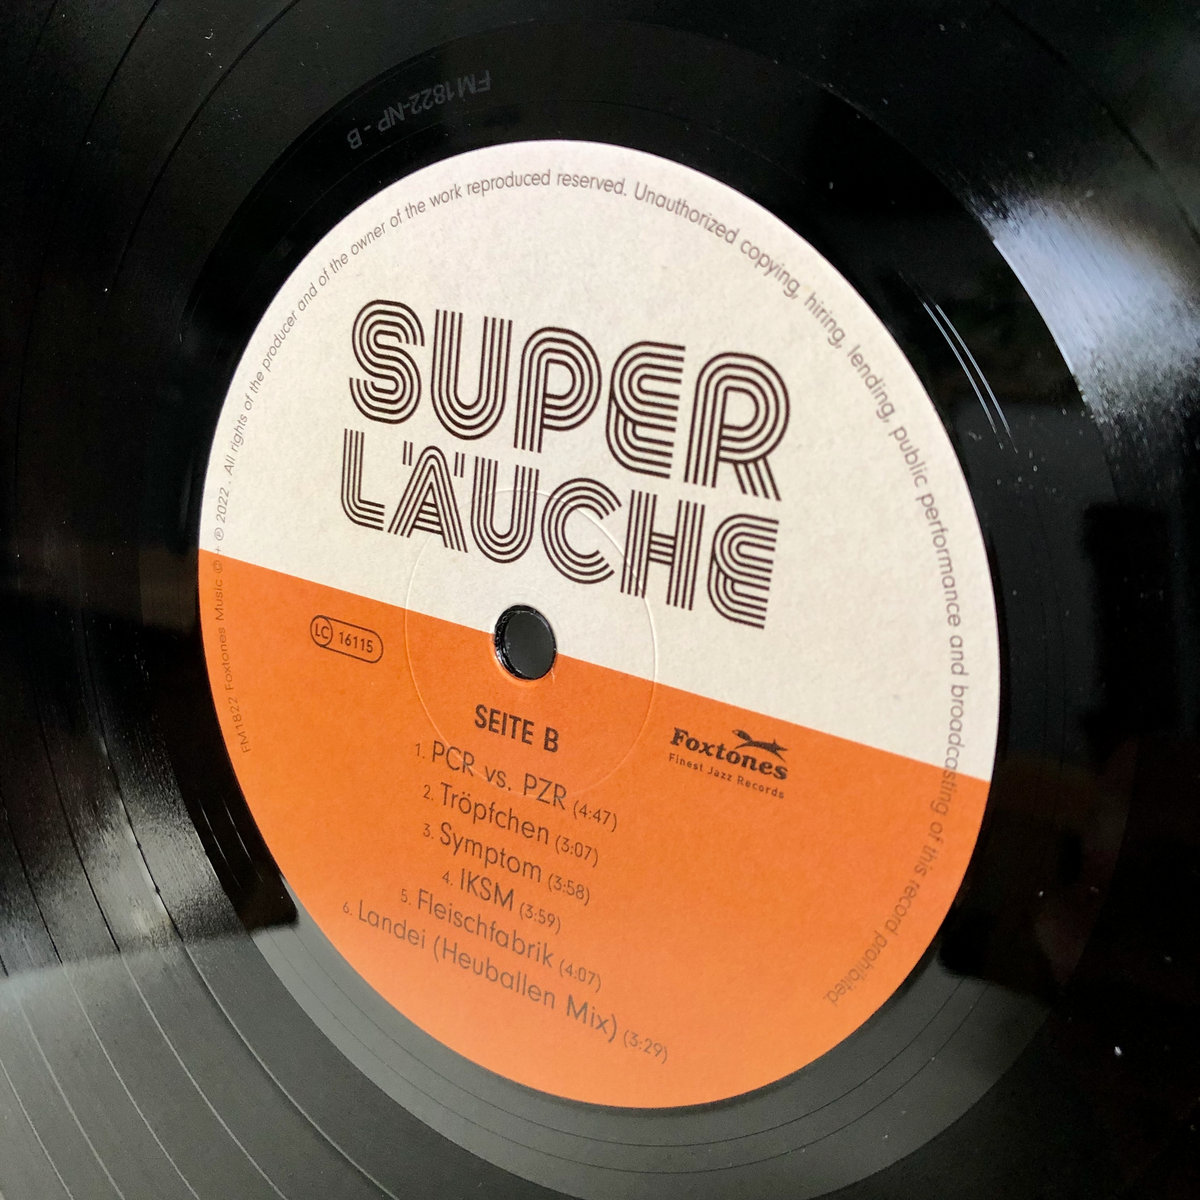 FM1822-NP - B
FM1822 Foxtones Music © + ℗ 2022 . All rights of the producer and of the owner of the work reproduced reserved. Unauthorized copying, hiring, lending, public performance and broadcasting of this record prohibited.
SUPER
LÄUCHE
LC 16115
SEITE B
Foxtones
Finest Jazz Records
1. PCR vs. PZR (4:47)
2. Tröpfchen (3:07)
3. Symptom (3:58)
4. IKSM (3:59)
5. Fleischfabrik (4:07)
6. Landei (Heuballen Mix) (3:29)